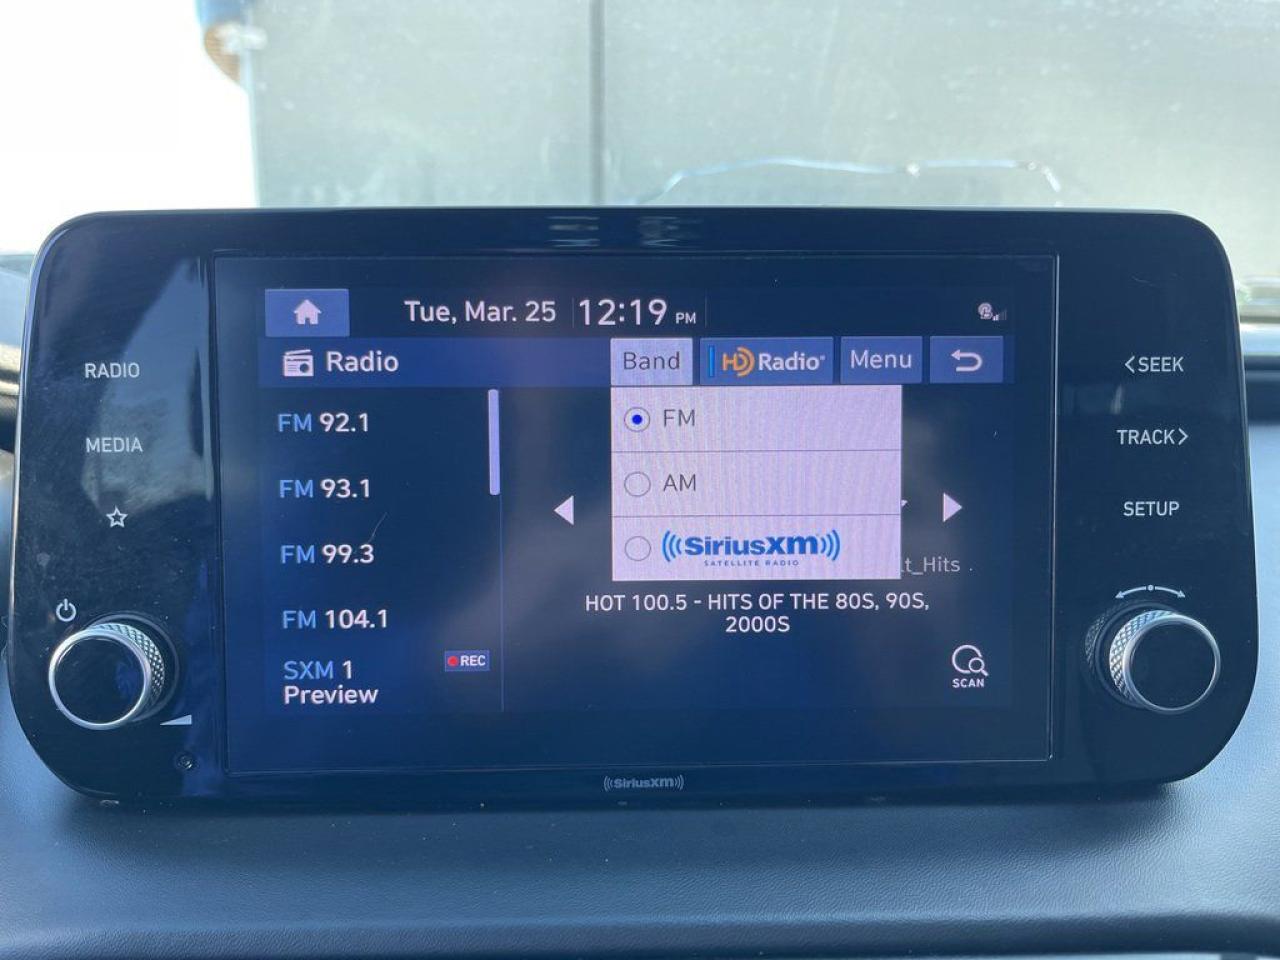 Tue, Mar. 25 12:19 PM
Radio
Band
HD Radio®
Menu
FM 92.1
FM 93.1
FM 99.3
FM 104.1
SXM 1
Preview
REC
FM
AM
SiriusXM
SATELLITE RADIO
t_Hits
HOT 100.5 - HITS OF THE 80S, 90S,
2000S
SCAN
RADIO
MEDIA
<SEEK
TRACK>
SETUP
SiriusXM